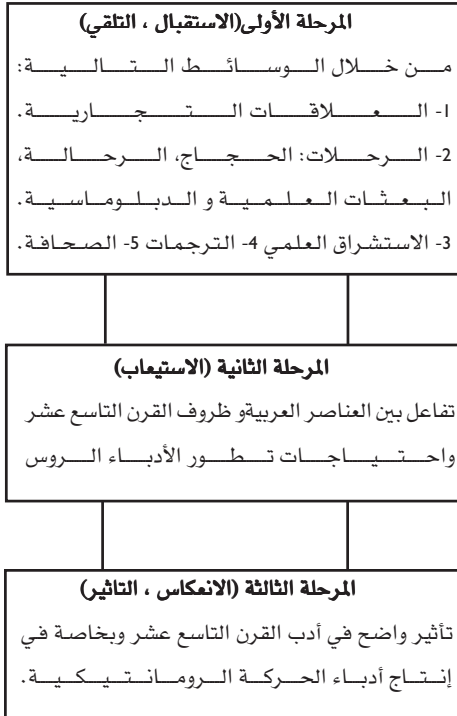 المرحلة الأولى(الاستقبال ، التلقي)
من خلال الوسائط التالية:
1- العلاقات التجارية.
2- الرحلات: الحجاج، الرحالة،
البعثات العلمية و الدبلوماسية.
3- الاستشراق العلمي 4- الترجمات 5- الصحافة.
المرحلة الثانية (الاستيعاب)
تفاعل بين العناصر العربيةو ظروف القرن التاسع عشر
واحتياجات تطور الأدباء الروس
المرحلة الثالثة (الانعكاس ، التاثير)
تأثير واضح في أدب القرن التاسع عشر وبخاصة في
إنتاج أدباء الحركة الرومانتيكية.